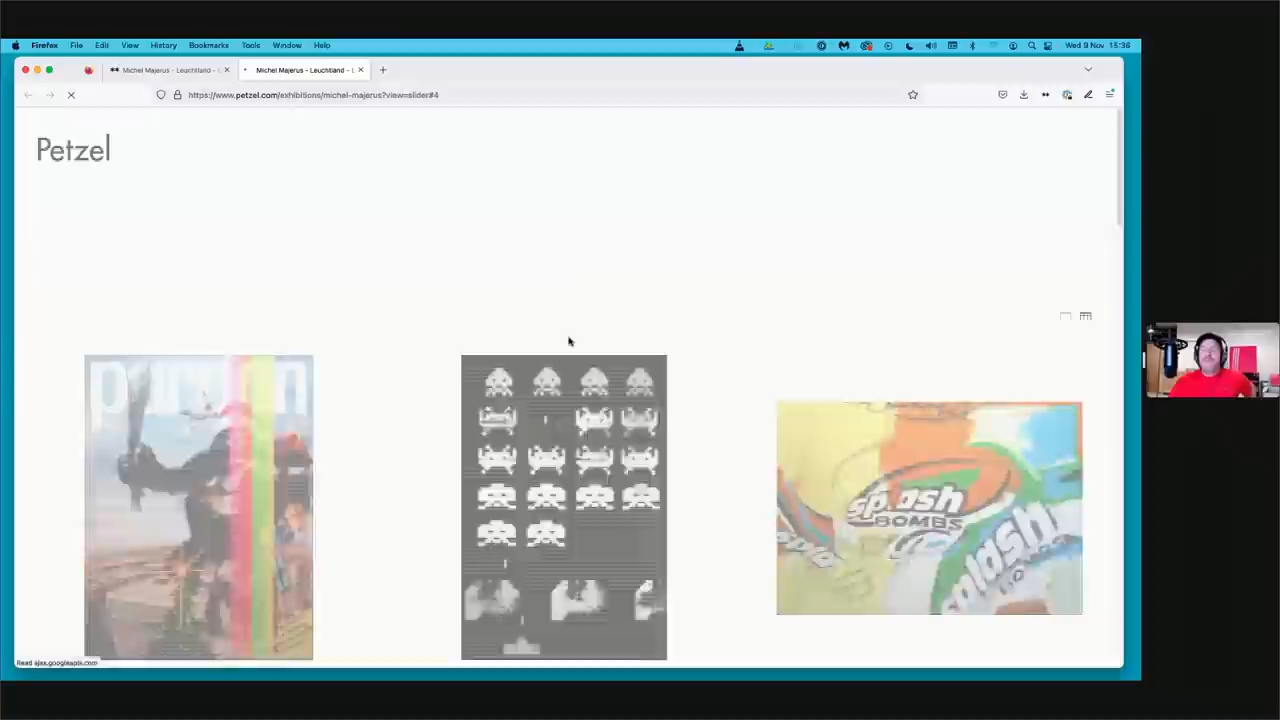 Firefox File Edit View History Bookmarks Tools Window Help Wed 9 Nov 15:36
** Michel Majerus - Leuchtland - L
Michel Majerus - Leuchtland - L
https://www.petzel.com/exhibitions/michel-majerus?view=slider#4
Petzel
splash
BOMBS
splash
Read ajax.googleapis.com